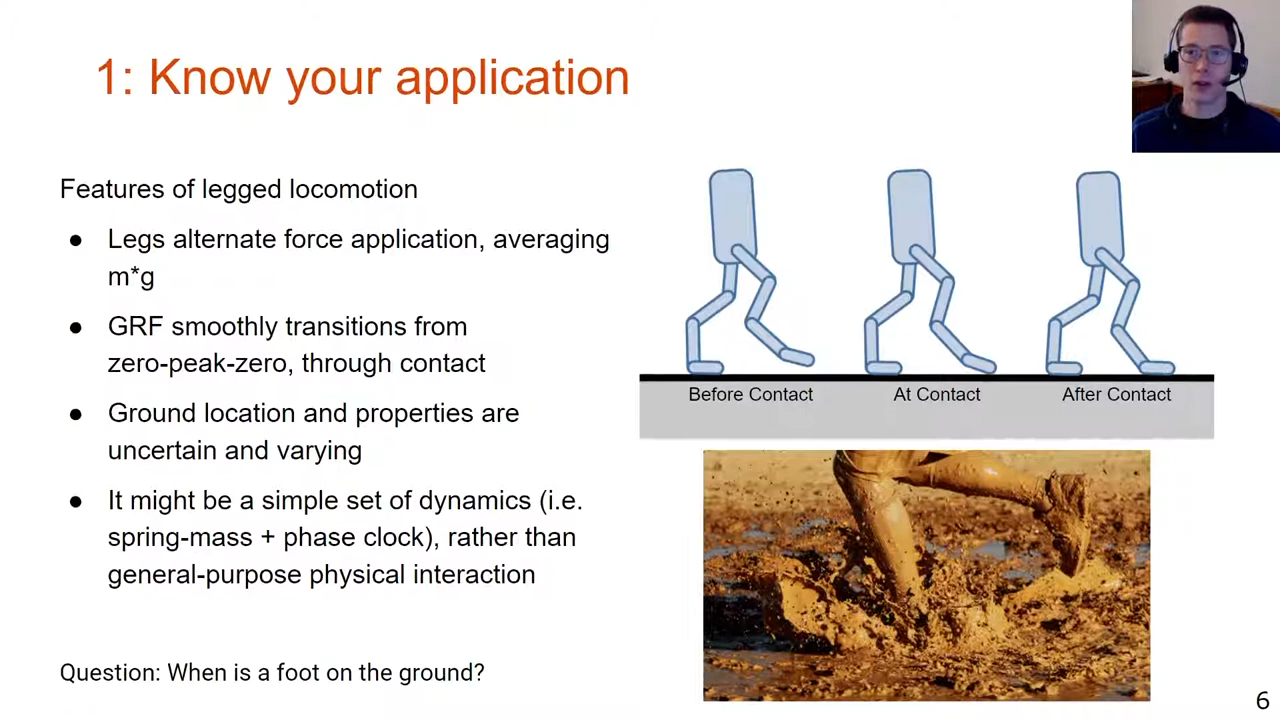 1: Know your application
Features of legged locomotion
● Legs alternate force application, averaging
m*g
● GRF smoothly transitions from
zero-peak-zero, through contact
● Ground location and properties are
uncertain and varying
● It might be a simple set of dynamics (i.e.
spring-mass + phase clock), rather than
general-purpose physical interaction
Question: When is a foot on the ground?
Before Contact
At Contact
After Contact
6